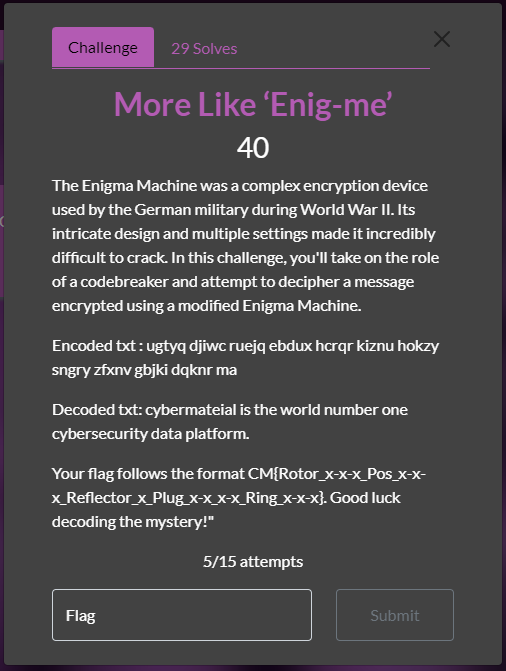 Challenge
29 Solves
More Like ‘Enig-me’
40
The Enigma Machine was a complex encryption device
used by the German military during World War II. Its
intricate design and multiple settings made it incredibly
difficult to crack. In this challenge, you'll take on the role
of a codebreaker and attempt to decipher a message
encrypted using a modified Enigma Machine.
Encoded txt : ugtyq djiwc ruejq ebdux hcrqr kiznu hokzy
sngry zfxnv gbjki dqknr ma
Decoded txt: cybermateial is the world number one
cybersecurity data platform.
Your flag follows the format CM{Rotor_x-x-x_Pos_x-x-
x_Reflector_x_Plug_x-x_x-x_Ring_x-x-x}. Good luck
decoding the mystery!"
5/15 attempts
Flag
Submit